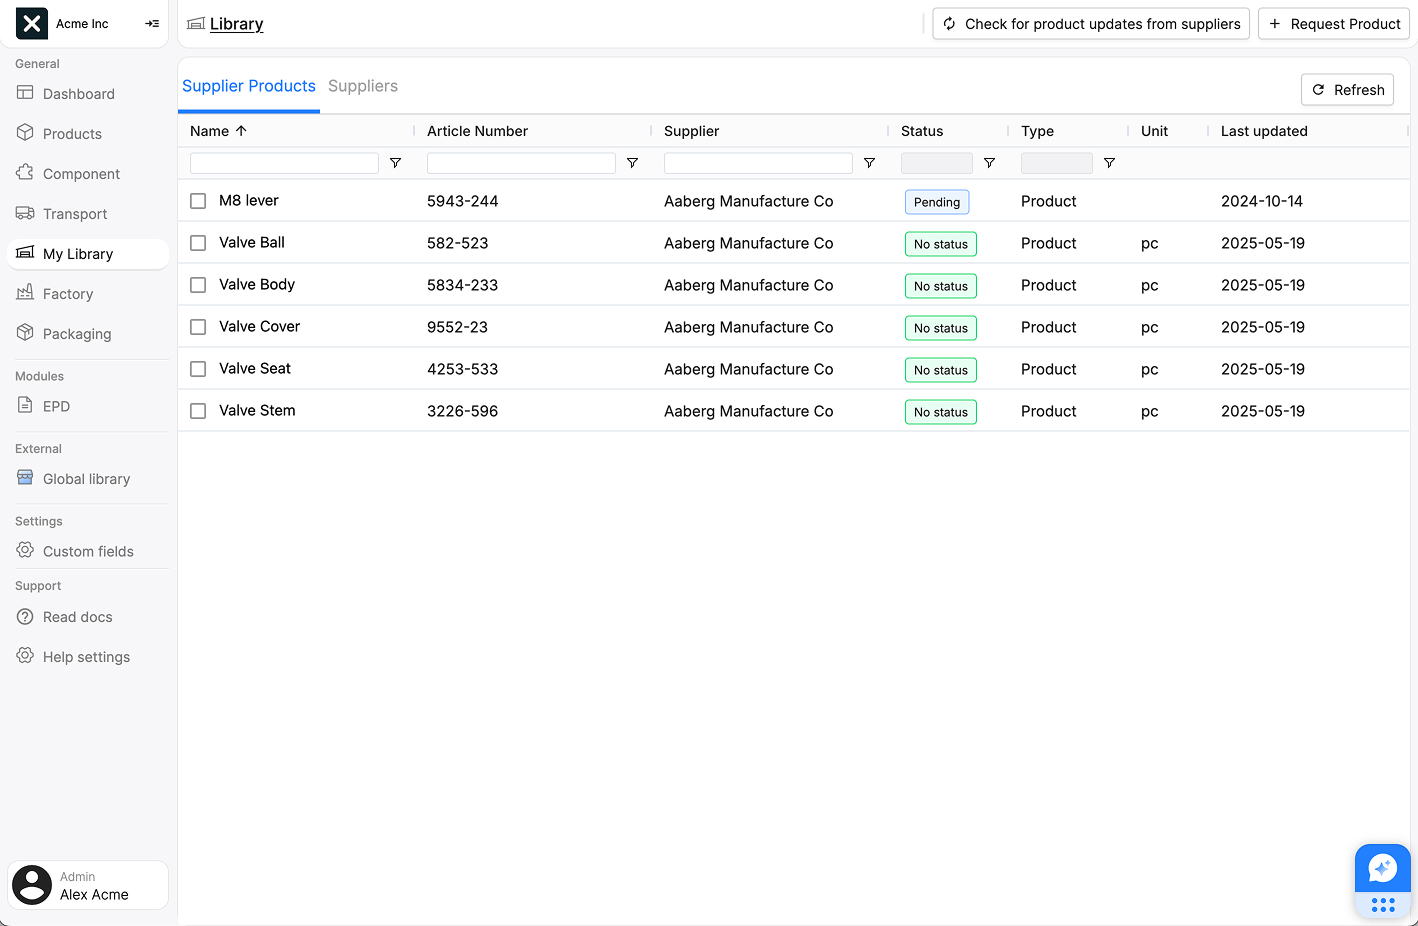 Acme Inc
Library
Check for product updates from suppliers
Request Product
General
Dashboard
Products
Component
Transport
My Library
Factory
Packaging
Modules
EPD
External
Global library
Settings
Custom fields
Support
Read docs
Help settings
Admin
Alex Acme
Supplier Products Suppliers
Refresh
Name Article Number Supplier Status Type Unit Last updated
M8 lever 5943-244 Aaberg Manufacture Co Pending Product 2024-10-14
Valve Ball 582-523 Aaberg Manufacture Co No status Product pc 2025-05-19
Valve Body 5834-233 Aaberg Manufacture Co No status Product pc 2025-05-19
Valve Cover 9552-23 Aaberg Manufacture Co No status Product pc 2025-05-19
Valve Seat 4253-533 Aaberg Manufacture Co No status Product pc 2025-05-19
Valve Stem 3226-596 Aaberg Manufacture Co No status Product pc 2025-05-19